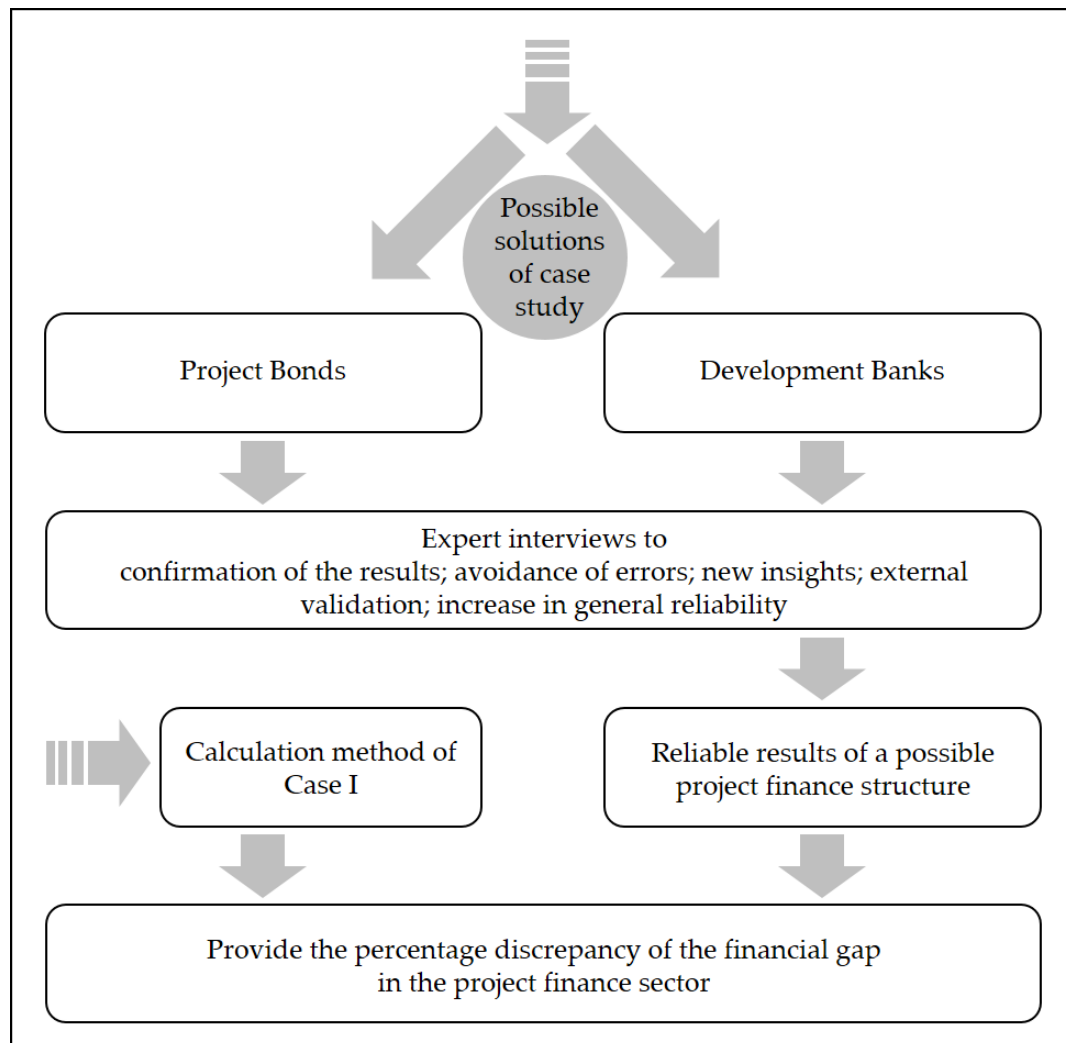 Possible
solutions
of case
study
Project Bonds
Development Banks
Expert interviews to
confirmation of the results; avoidance of errors; new insights; external
validation; increase in general reliability
Calculation method of
Case I
Reliable results of a possible
project finance structure
Provide the percentage discrepancy of the financial gap
in the project finance sector